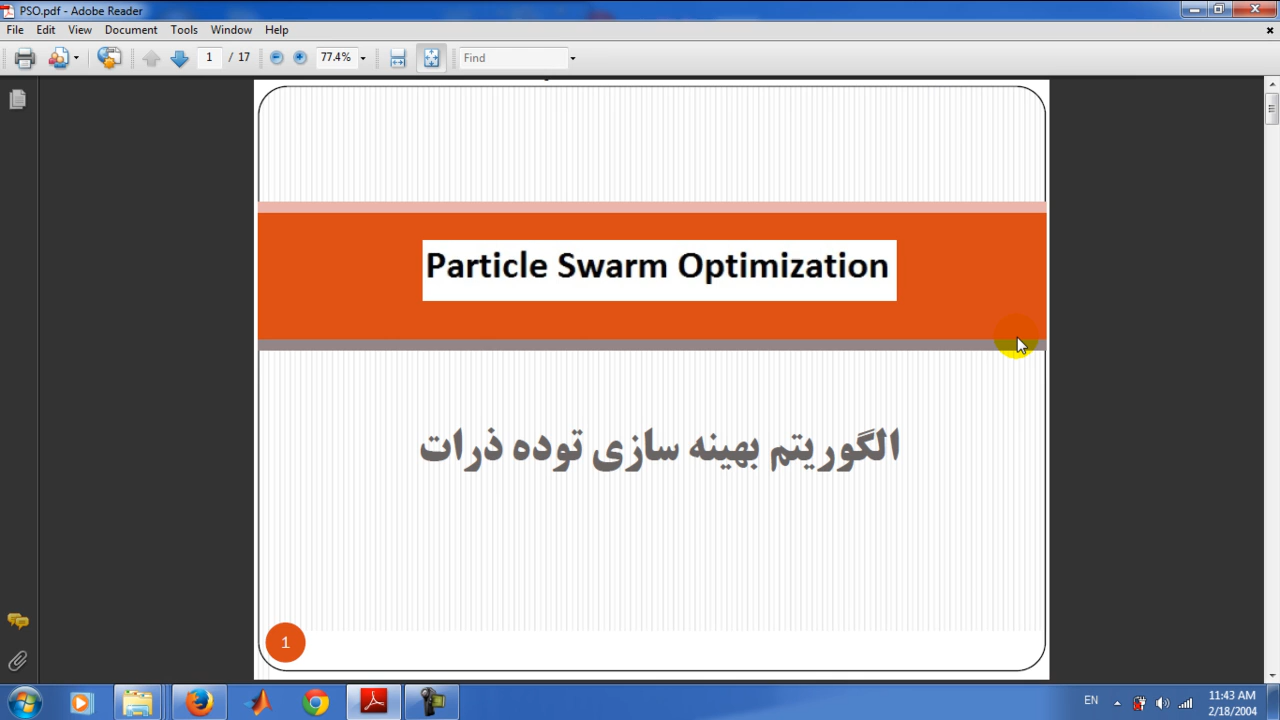 PSO.pdf - Adobe Reader
File Edit View Document Tools Window Help
1 / 17 77.4% Find
Particle Swarm Optimization
الگوریتم بهینه سازی توده ذرات
1
EN
11:43 AM
2/18/2004